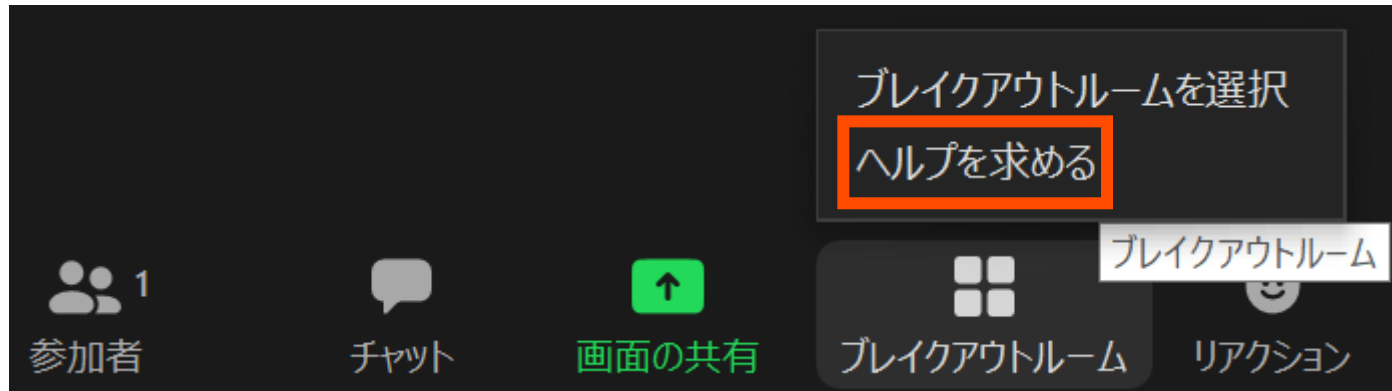 ブレイクアウトルームを選択
ヘルプを求める
ブレイクアウトルーム
1
参加者
チャット
画面の共有
ブレイクアウトルーム
リアクション